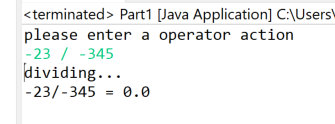 <terminated> Part1 [Java Application] C:\Users\
please enter a operator action
-23 / -345
dividing...
-23/-345 = 0.0